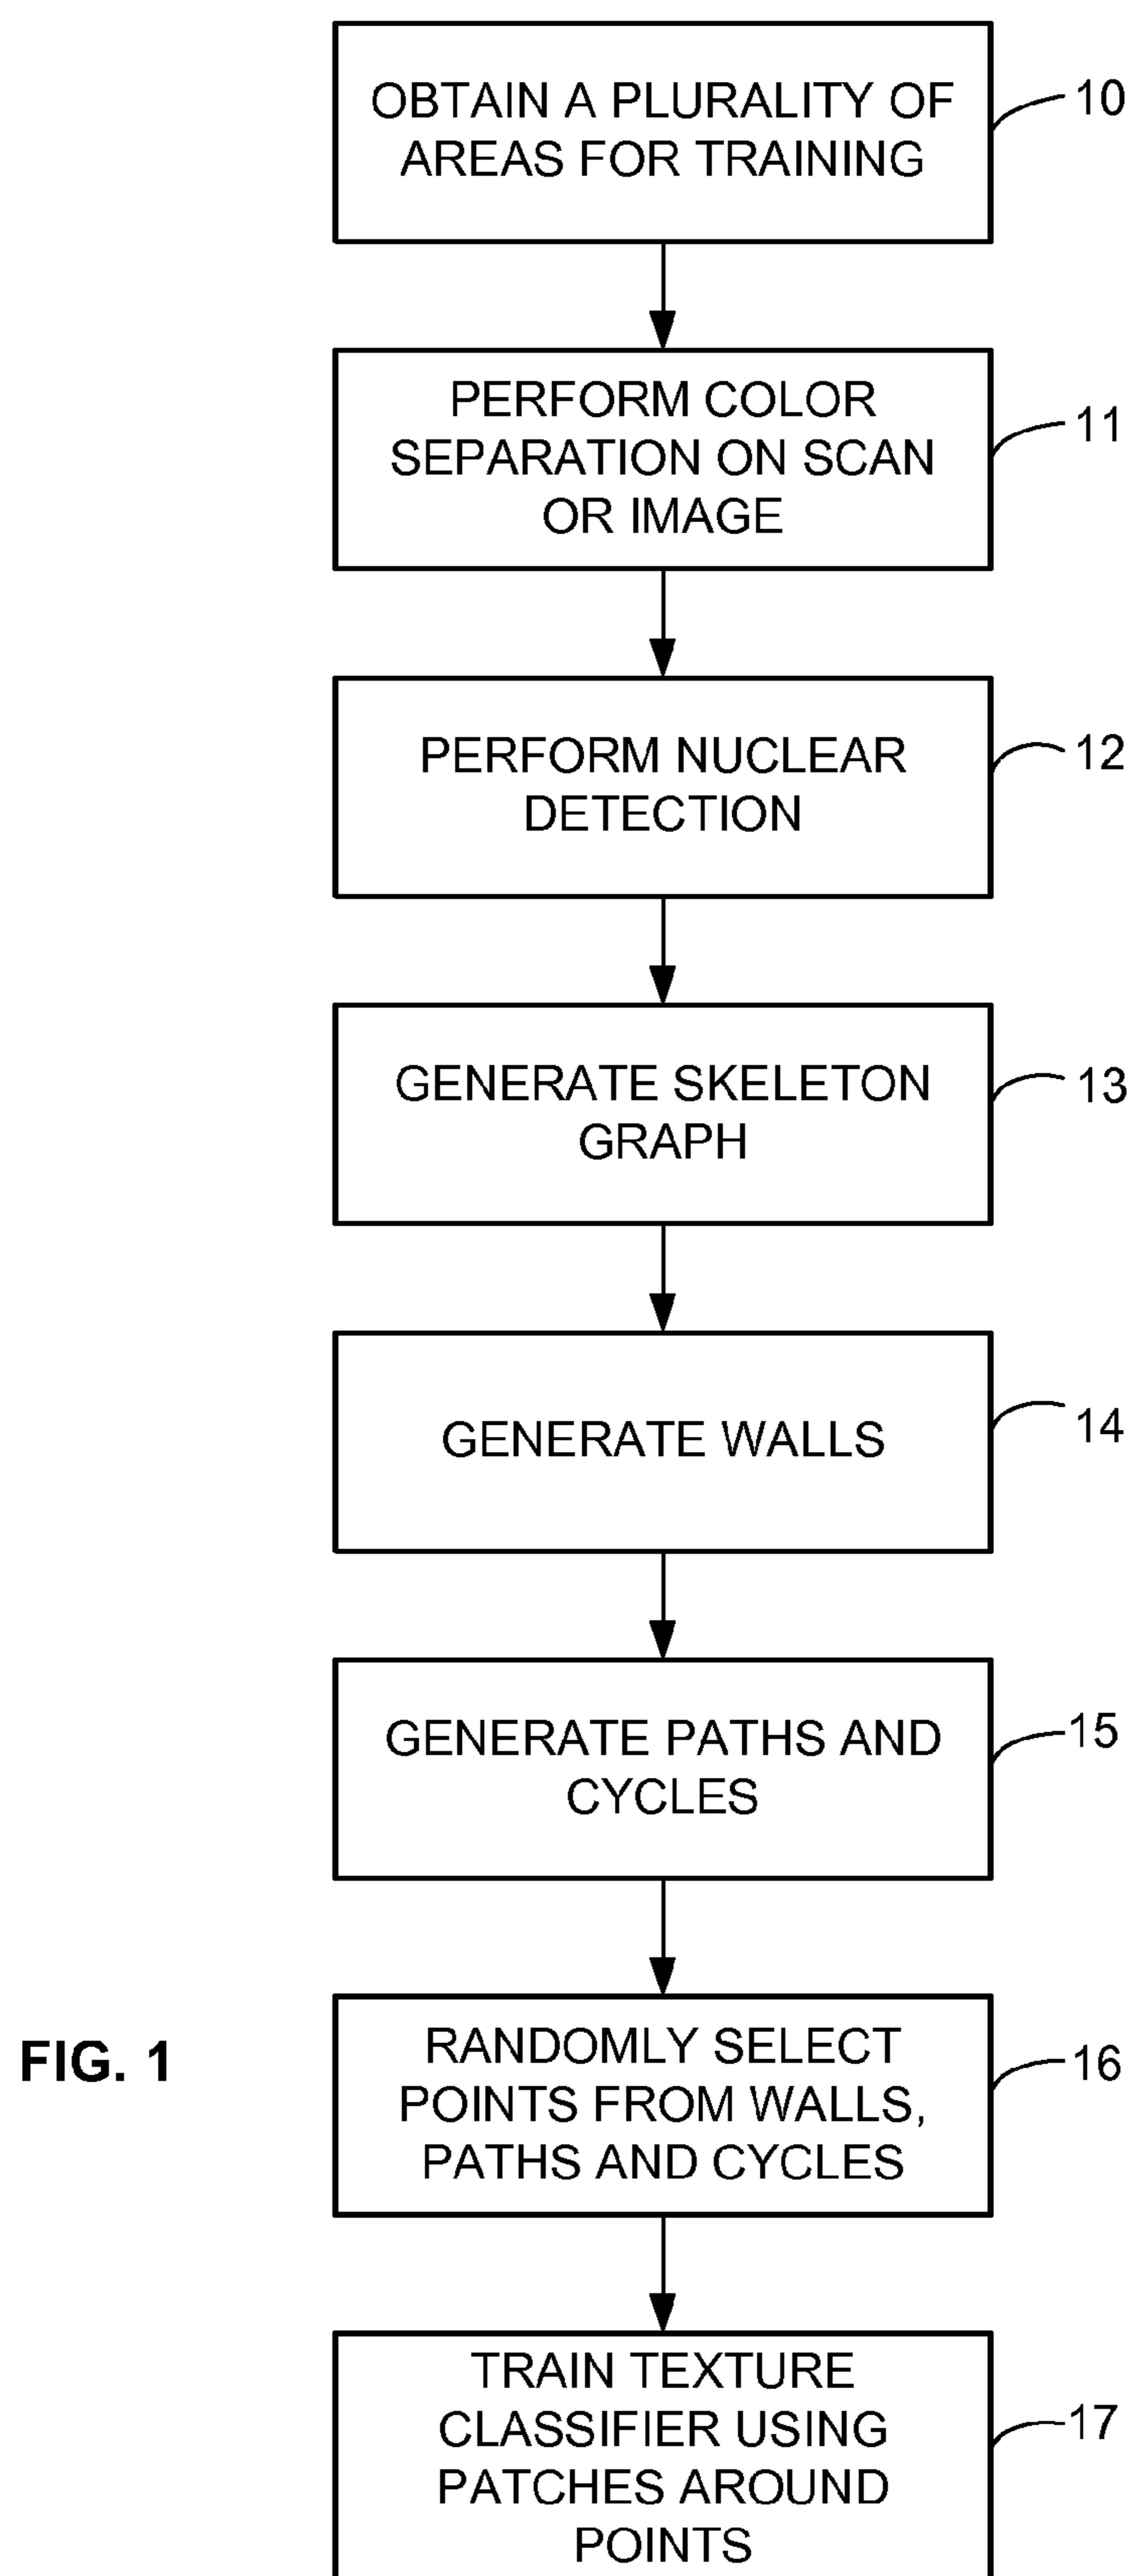 OBTAIN A PLURALITY OF
AREAS FOR TRAINING
10
PERFORM COLOR
SEPARATION ON SCAN
OR IMAGE
11
PERFORM NUCLEAR
DETECTION
12
GENERATE SKELETON
GRAPH
13
GENERATE WALLS
14
GENERATE PATHS AND
CYCLES
15
RANDOMLY SELECT
POINTS FROM WALLS,
PATHS AND CYCLES
16
FIG. 1
TRAIN TEXTURE
CLASSIFIER USING
PATCHES AROUND
POINTS
17